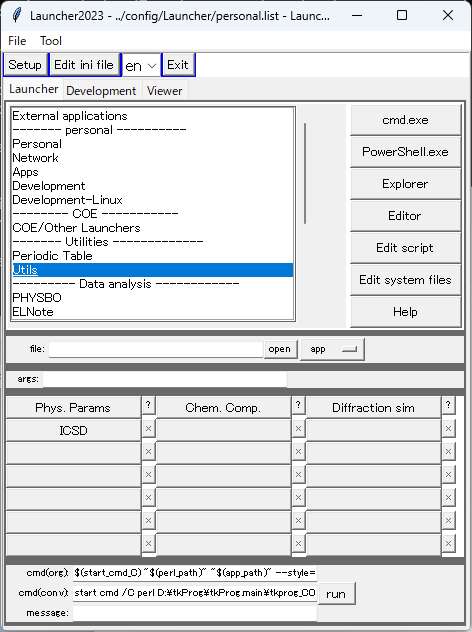 Launcher2023 - ../config/Launcher/personal.list - Launc...
File Tool
Setup Edit ini file en Exit
Launcher Development Viewer
External applications
------- personal ----------
Personal
Network
Apps
Development
Development-Linux
-------- COE -----------
COE/Other Launchers
------- Utilities -------------
Periodic Table
Utils
--------- Data analysis ------------
PHYSBO
ELNote
cmd.exe
PowerShell.exe
Explorer
Editor
Edit script
Edit system files
Help
file: open app
args:
Phys. Params ? Chem. Comp. ? Diffraction sim ?
ICSD × × ×
× × ×
× × ×
× × ×
× × ×
× × ×
cmd(org): $(start_cmd_C) "$(perl_path)" "$(app_path)" --style=
cmd(conv): start cmd /C perl D:¥tkProg¥tkProg.main¥tkprog_CO run
message: